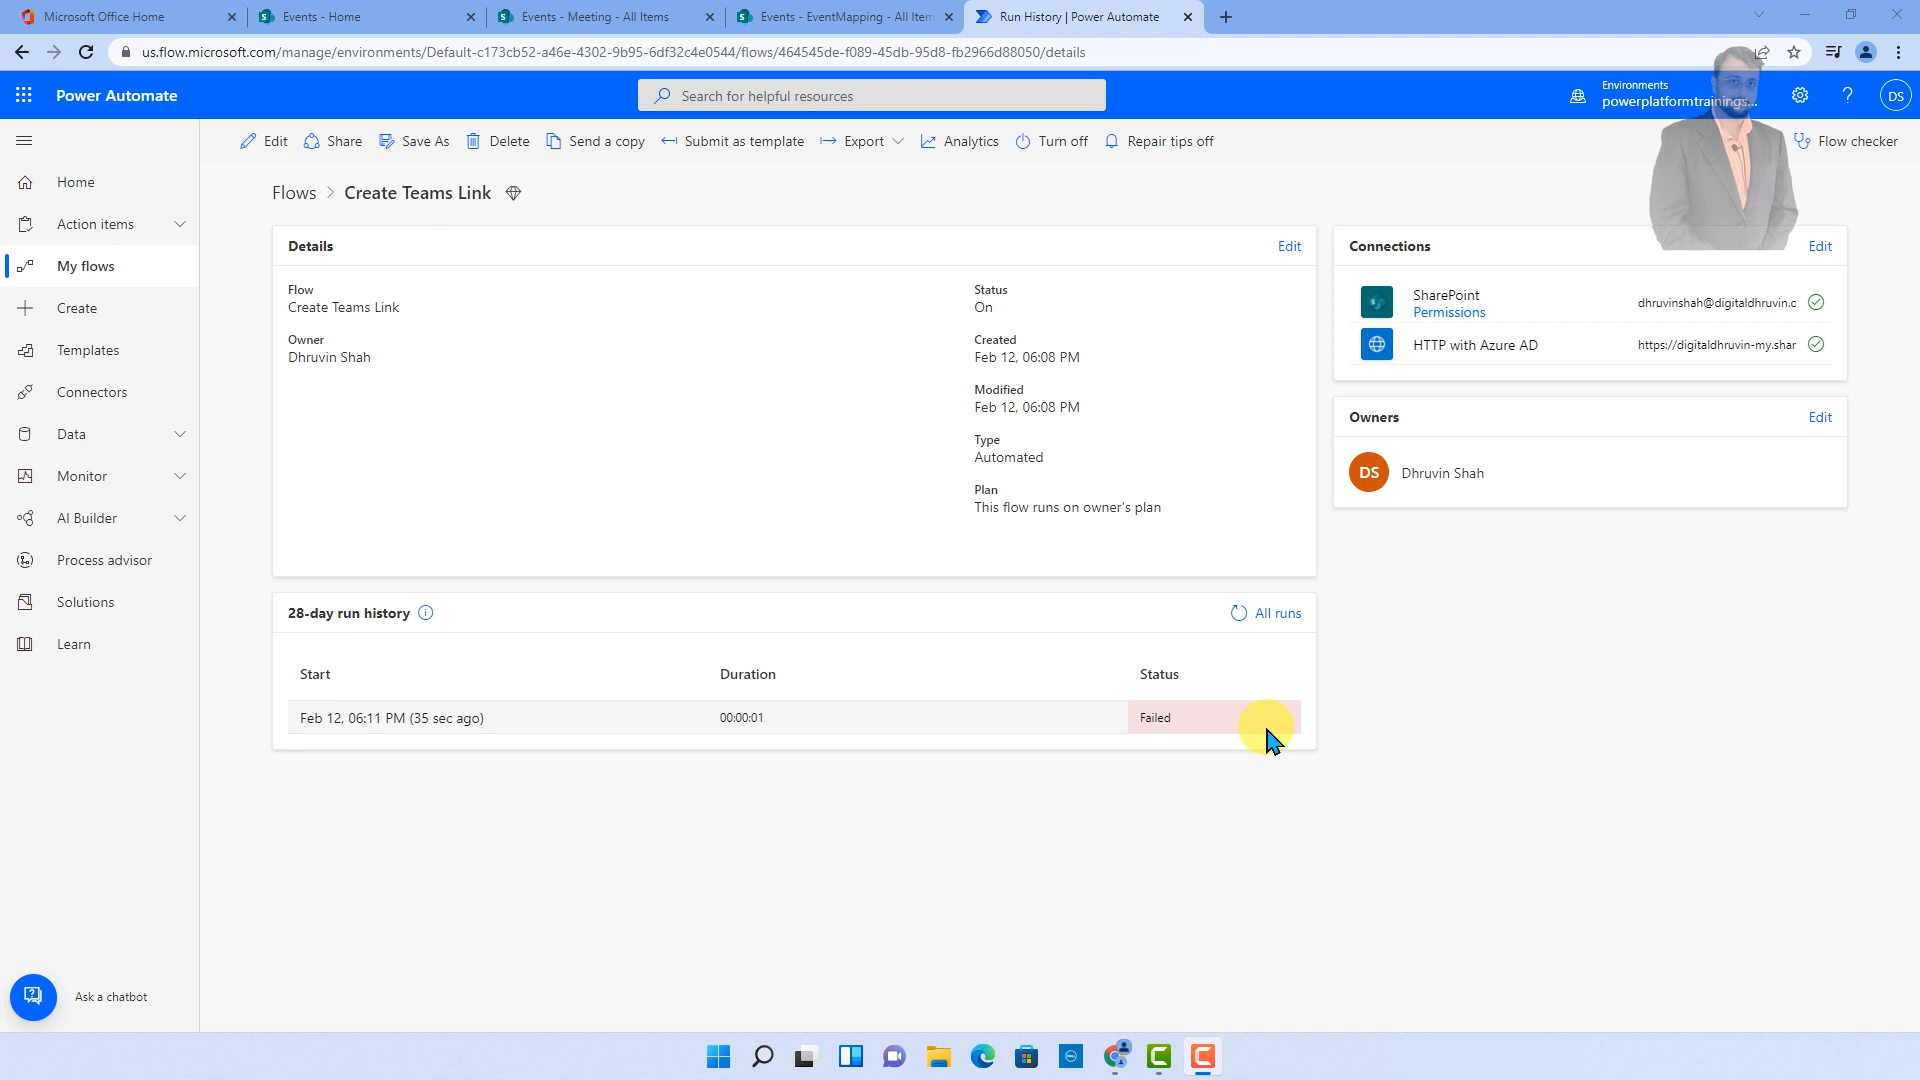 Microsoft Office Home
Events - Home
Events - Meeting - All Items
Events - EventMapping - All Item
Run History | Power Automate
us.flow.microsoft.com/manage/environments/Default-c173cb52-a46e-4302-9b95-6df32c4e0544/flows/464545de-f089-45db-95d8-fb2966d88050/details
Power Automate
Search for helpful resources
Environments
powerplatformtrainings...
DS
Edit
Share
Save As
Delete
Send a copy
Submit as template
Export
Analytics
Turn off
Repair tips off
Flow checker
Home
Action items
My flows
Create
Templates
Connectors
Data
Monitor
AI Builder
Process advisor
Solutions
Learn
Ask a chatbot
Flows > Create Teams Link
Details
Edit
Flow
Create Teams Link
Owner
Dhruvin Shah
Status
On
Created
Feb 12, 06:08 PM
Modified
Feb 12, 06:08 PM
Type
Automated
Plan
This flow runs on owner's plan
Connections
Edit
SharePoint
Permissions
dhruvinshah@digitaldhruvin.c
HTTP with Azure AD
https://digitaldhruvin-my.shar
Owners
Edit
DS
Dhruvin Shah
28-day run history
All runs
Start
Duration
Status
Feb 12, 06:11 PM (35 sec ago)
00:00:01
Failed